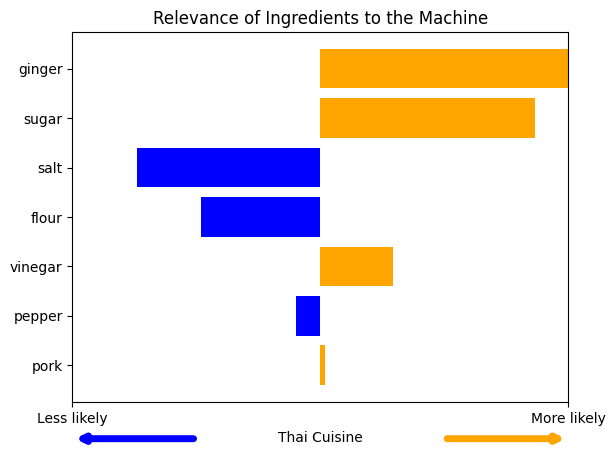 Relevance of Ingredients to the Machine
ginger
sugar
salt
flour
vinegar
pepper
pork
Less likely
More likely
Thai Cuisine